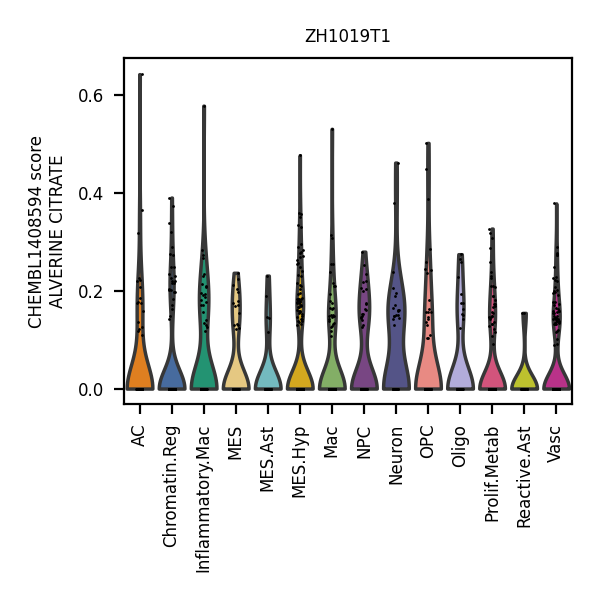 ZH1019T1
CHEMBL1408594 score
ALVERINE CITRATE
0.6
0.4
0.2
0.0
AC
Chromatin.Reg
Inflammatory.Mac
MES
MES.Ast
MES.Hyp
Mac
NPC
Neuron
OPC
Oligo
Prolif.Metab
Reactive.Ast
Vasc